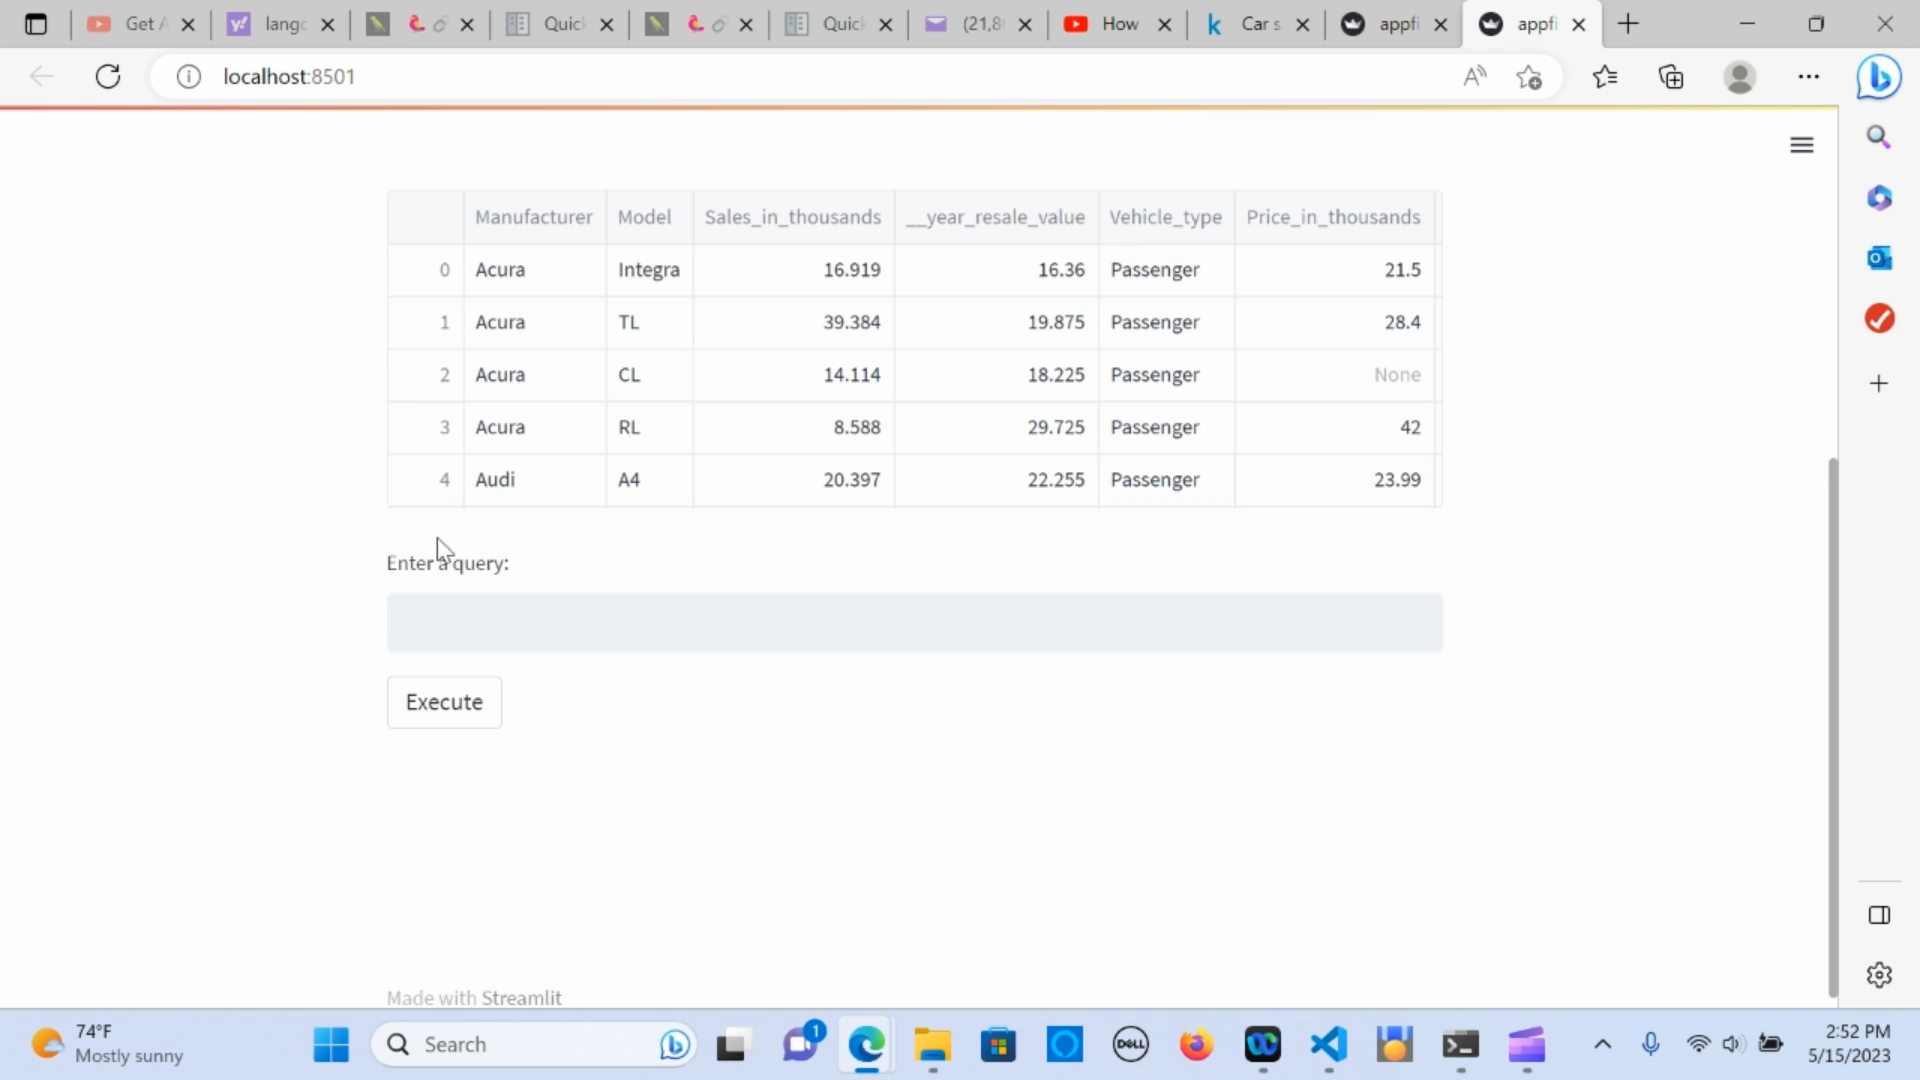 Get A
lang
Quic
Quic
(21,8
How
Car s
appfi
appfi
localhost:8501
Manufacturer Model Sales_in_thousands __year_resale_value Vehicle_type Price_in_thousands
0 Acura Integra 16.919 16.36 Passenger 21.5
1 Acura TL 39.384 19.875 Passenger 28.4
2 Acura CL 14.114 18.225 Passenger None
3 Acura RL 8.588 29.725 Passenger 42
4 Audi A4 20.397 22.255 Passenger 23.99
Enter a query:
Execute
Made with Streamlit
74°F
Mostly sunny
Search
1
DELL
2:52 PM
5/15/2023